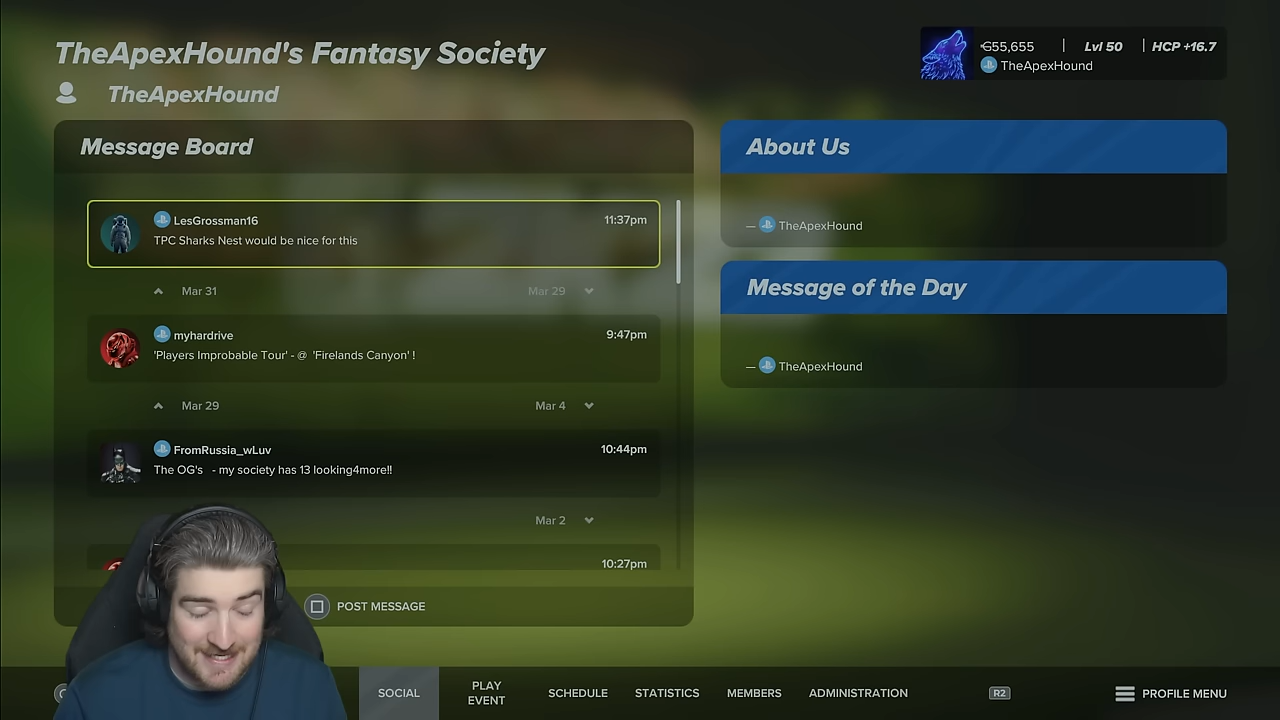 TheApexHound's Fantasy Society
TheApexHound
G55,655 | Lvl 50 | HCP +16.7
TheApexHound
Message Board
LesGrossman16 11:37pm
TPC Sharks Nest would be nice for this
Mar 31 Mar 29
myhardrive 9:47pm
'Players Improbable Tour' - @ 'Firelands Canyon' !
Mar 29 Mar 4
FromRussia_wLuv 10:44pm
The OG's - my society has 13 looking4more!!
Mar 2
10:27pm
POST MESSAGE
About Us
— TheApexHound
Message of the Day
— TheApexHound
SOCIAL
PLAY
EVENT
SCHEDULE
STATISTICS
MEMBERS
ADMINISTRATION
R2
PROFILE MENU